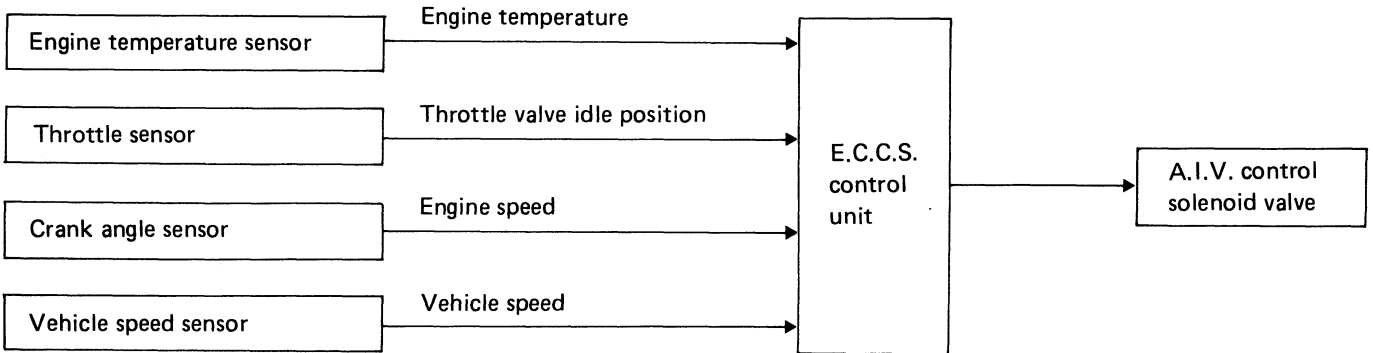 Engine temperature sensor
Engine temperature
Throttle sensor
Throttle valve idle position
Crank angle sensor
Engine speed
Vehicle speed sensor
Vehicle speed
E.C.C.S.
control
unit
A.I.V. control
solenoid valve